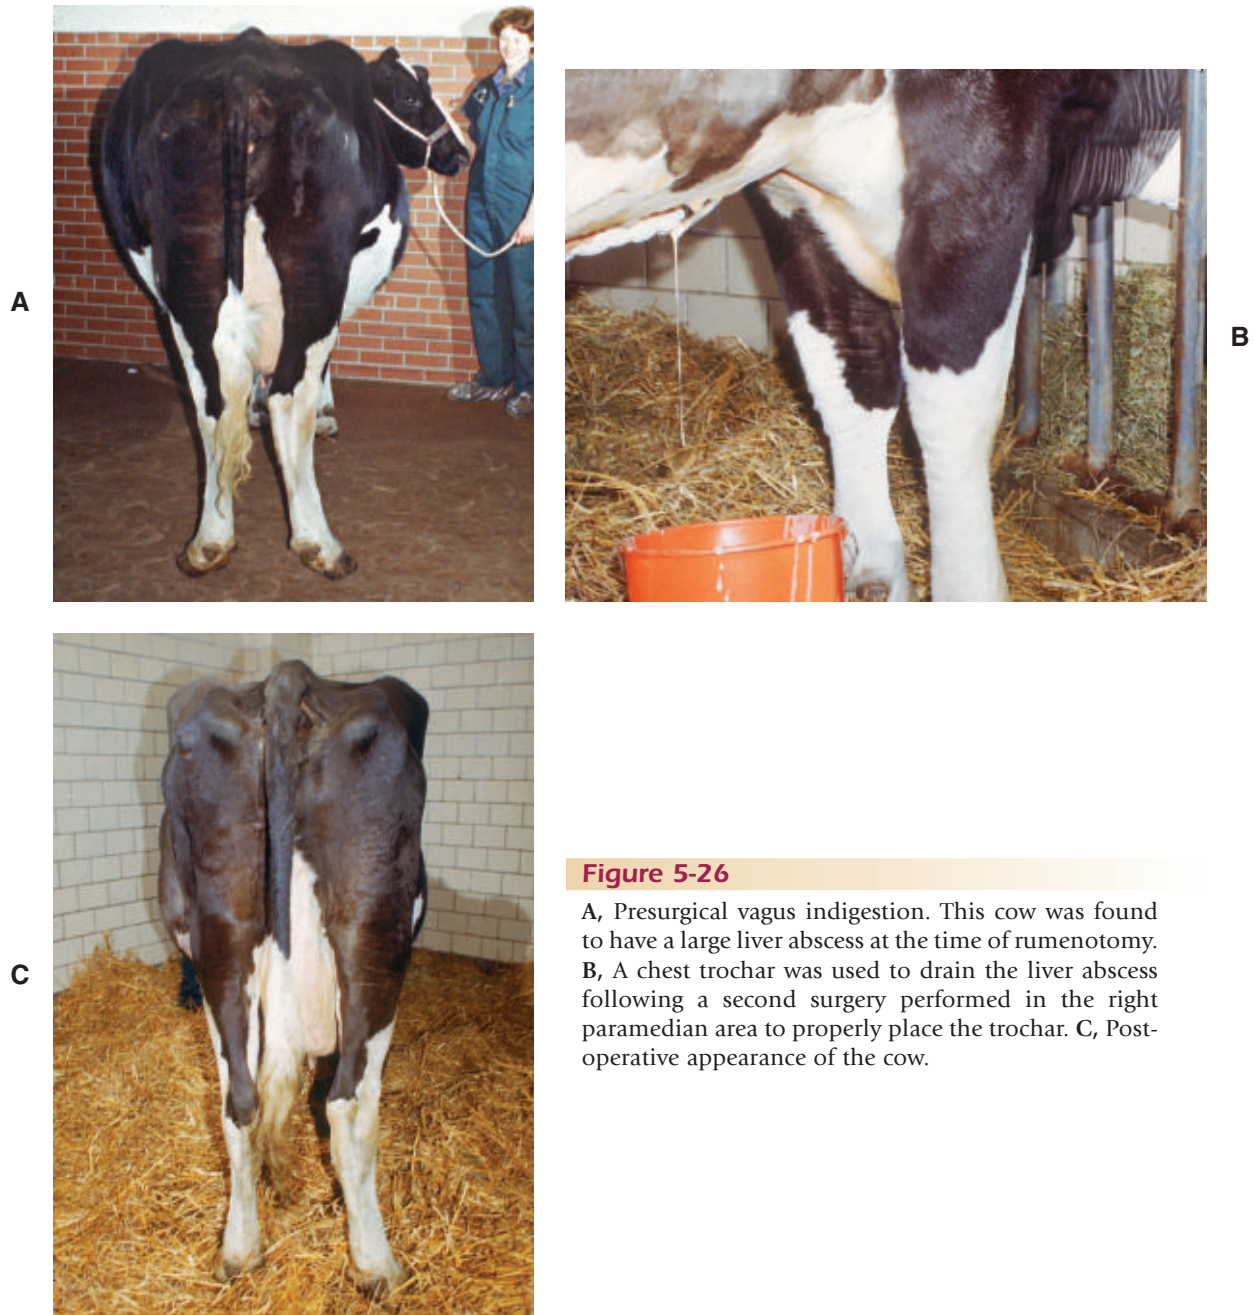 A
B
C
Figure 5-26
A, Presurgical vagus indigestion. This cow was found
to have a large liver abscess at the time of rumenotomy.
B, A chest trochar was used to drain the liver abscess
following a second surgery performed in the right
paramedian area to properly place the trochar. C, Post-
operative appearance of the cow.